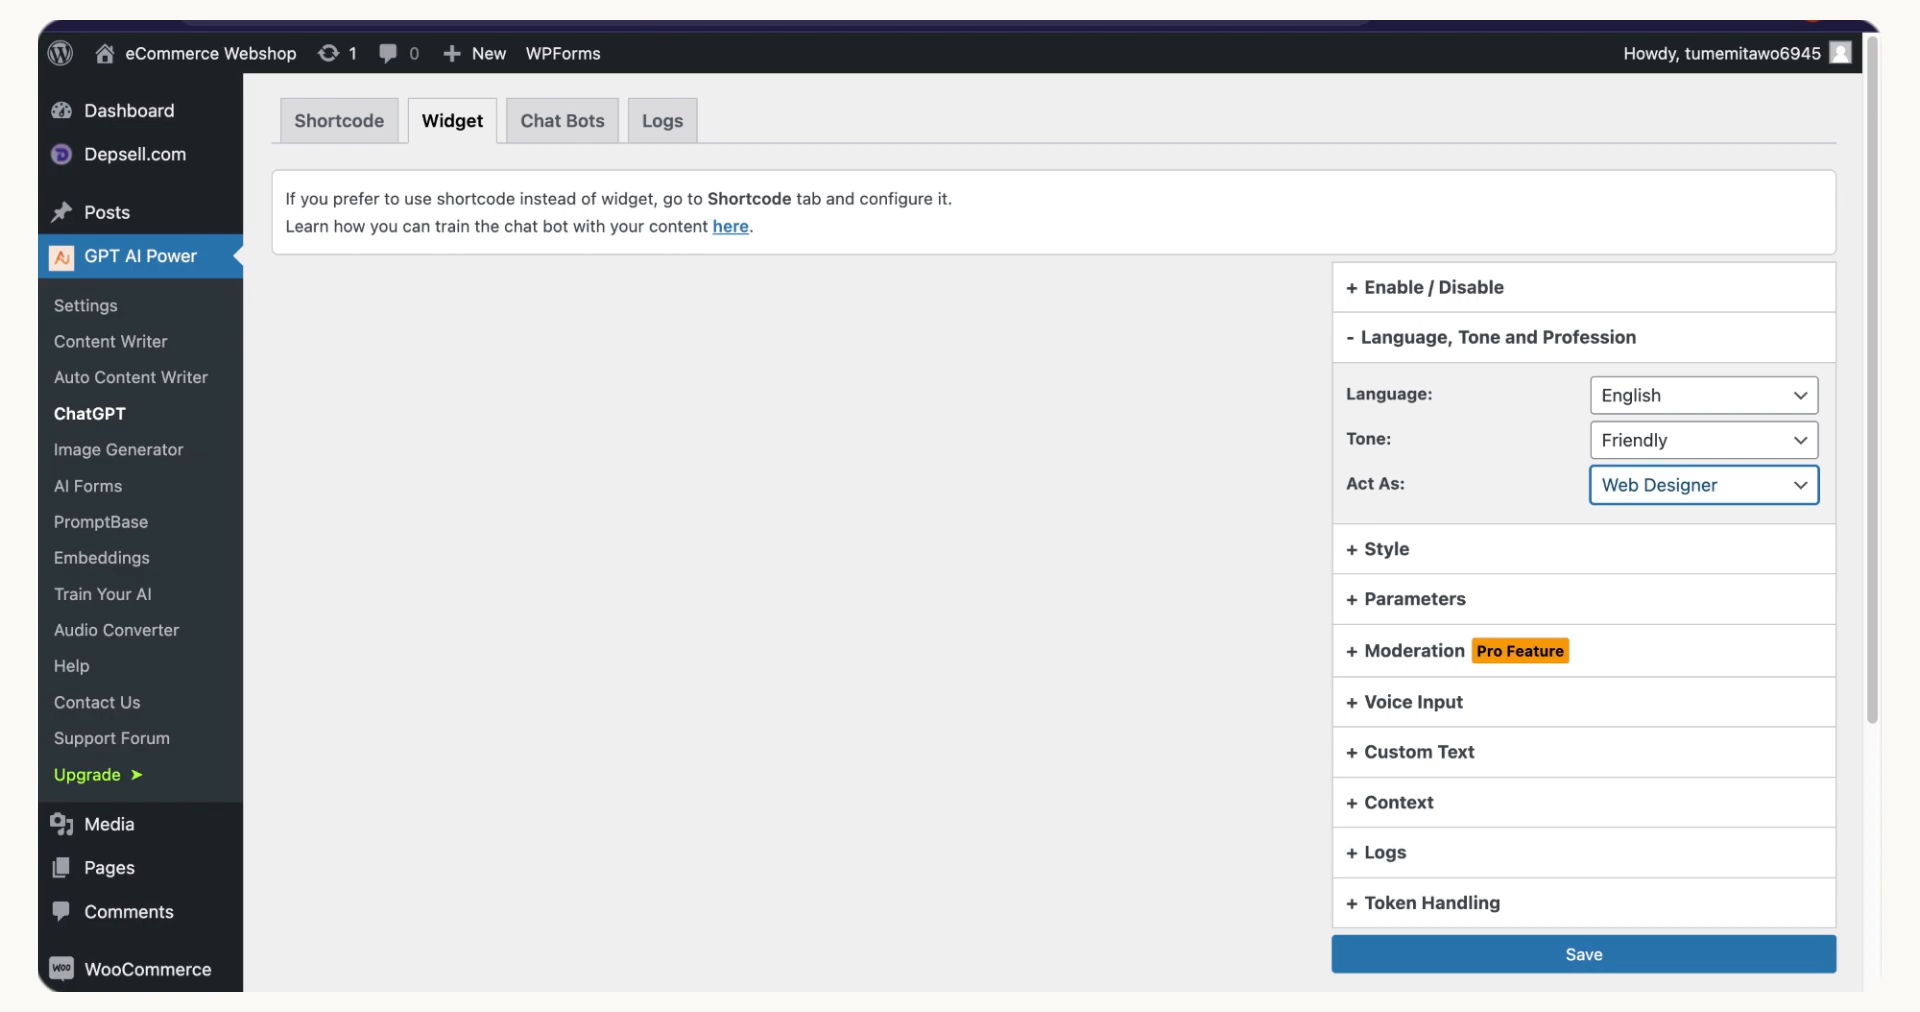 eCommerce Webshop 1 0 + New WPForms Howdy, tumemitawo6945
Dashboard
Depsell.com
Posts
GPT AI Power
Settings
Content Writer
Auto Content Writer
ChatGPT
Image Generator
AI Forms
PromptBase
Embeddings
Train Your AI
Audio Converter
Help
Contact Us
Support Forum
Upgrade ➤
Media
Pages
Comments
WOO WooCommerce
Shortcode Widget Chat Bots Logs
If you prefer to use shortcode instead of widget, go to Shortcode tab and configure it.
Learn how you can train the chat bot with your content here.
+ Enable / Disable
- Language, Tone and Profession
Language: English
Tone: Friendly
Act As: Web Designer
+ Style
+ Parameters
+ Moderation Pro Feature
+ Voice Input
+ Custom Text
+ Context
+ Logs
+ Token Handling
Save